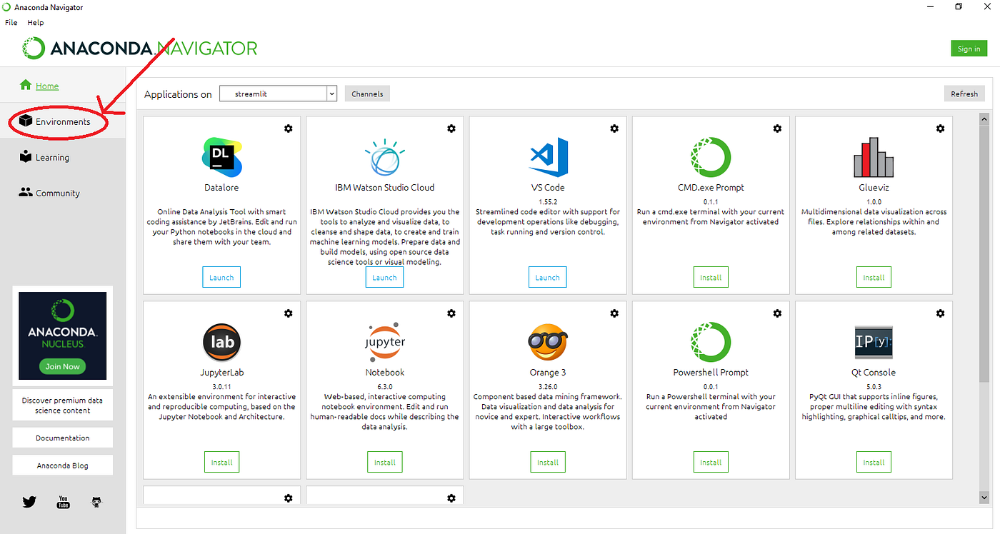 Anaconda Navigator
File Help
ANACONDA.NAVIGATOR
Sign in
Home
Environments
Learning
Community
ANACONDA.
NUCLEUS
Join Now
Discover premium data
science content
Documentation
Anaconda Blog
You
Tube
Applications on streamlit Channels Refresh
DL
Datalore
Online Data Analysis Tool with smart
coding assistance by JetBrains. Edit and run
your Python notebooks in the cloud and
share them with your team.
Launch
IBM Watson Studio Cloud
IBM Watson Studio Cloud provides you the
tools to analyze and visualize data, to
cleanse and shape data, to create and train
machine learning models. Prepare data and
build models, using open source data
science tools or visual modeling.
Launch
VS Code
1.55.2
Streamlined code editor with support for
development operations like debugging,
task running and version control.
Launch
CMD.exe Prompt
0.1.1
Run a cmd.exe terminal with your current
environment from Navigator activated
Install
Glueviz
1.0.0
Multidimensional data visualization across
files. Explore relationships within and
among related datasets.
Install
lab
JupyterLab
3.0.11
An extensible environment for interactive
and reproducible computing, based on the
Jupyter Notebook and Architecture.
Install
jupyter
Notebook
6.3.0
Web-based, interactive computing
notebook environment. Edit and run
human-readable docs while describing the
data analysis.
Install
Orange 3
3.26.0
Component based data mining framework.
Data visualization and data analysis for
novice and expert. Interactive workflows
with a large toolbox.
Install
Powershell Prompt
0.0.1
Run a Powershell terminal with your
current environment from Navigator
activated
Install
IP[y]:
Qt Console
5.0.3
PyQt GUI that supports inline figures,
proper multiline editing with syntax
highlighting, graphical calltips, and more.
Install